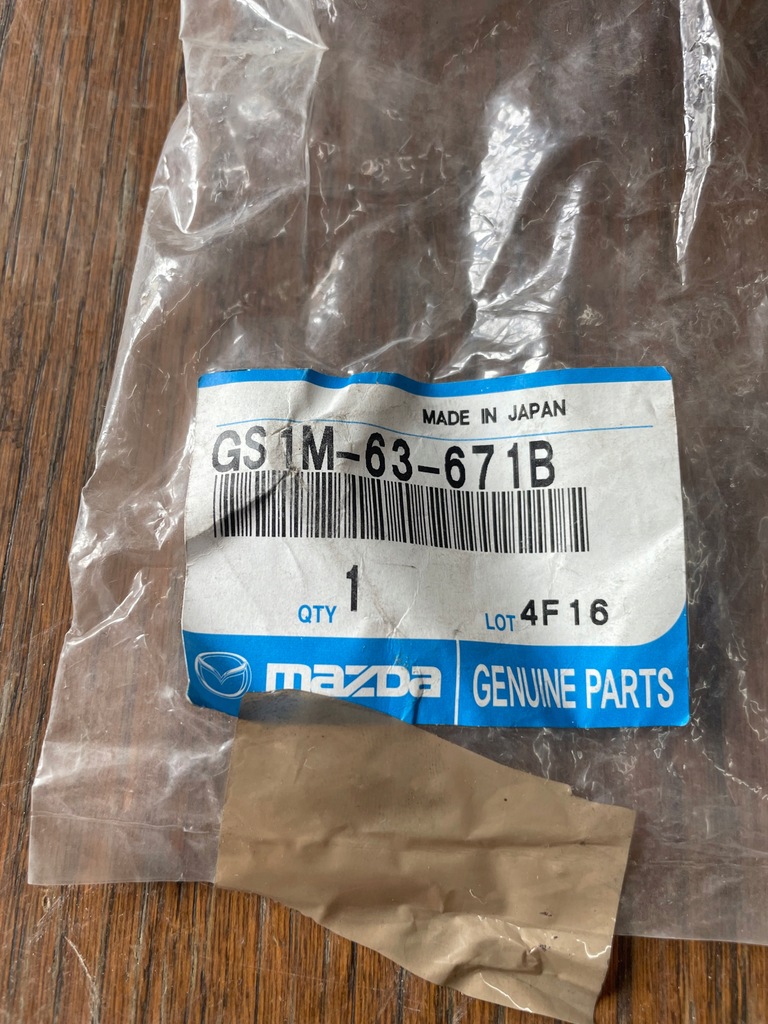 MADE IN JAPAN
GS1M-63-671B
QTY 1 LOT 4F16
mazda GENUINE PARTS